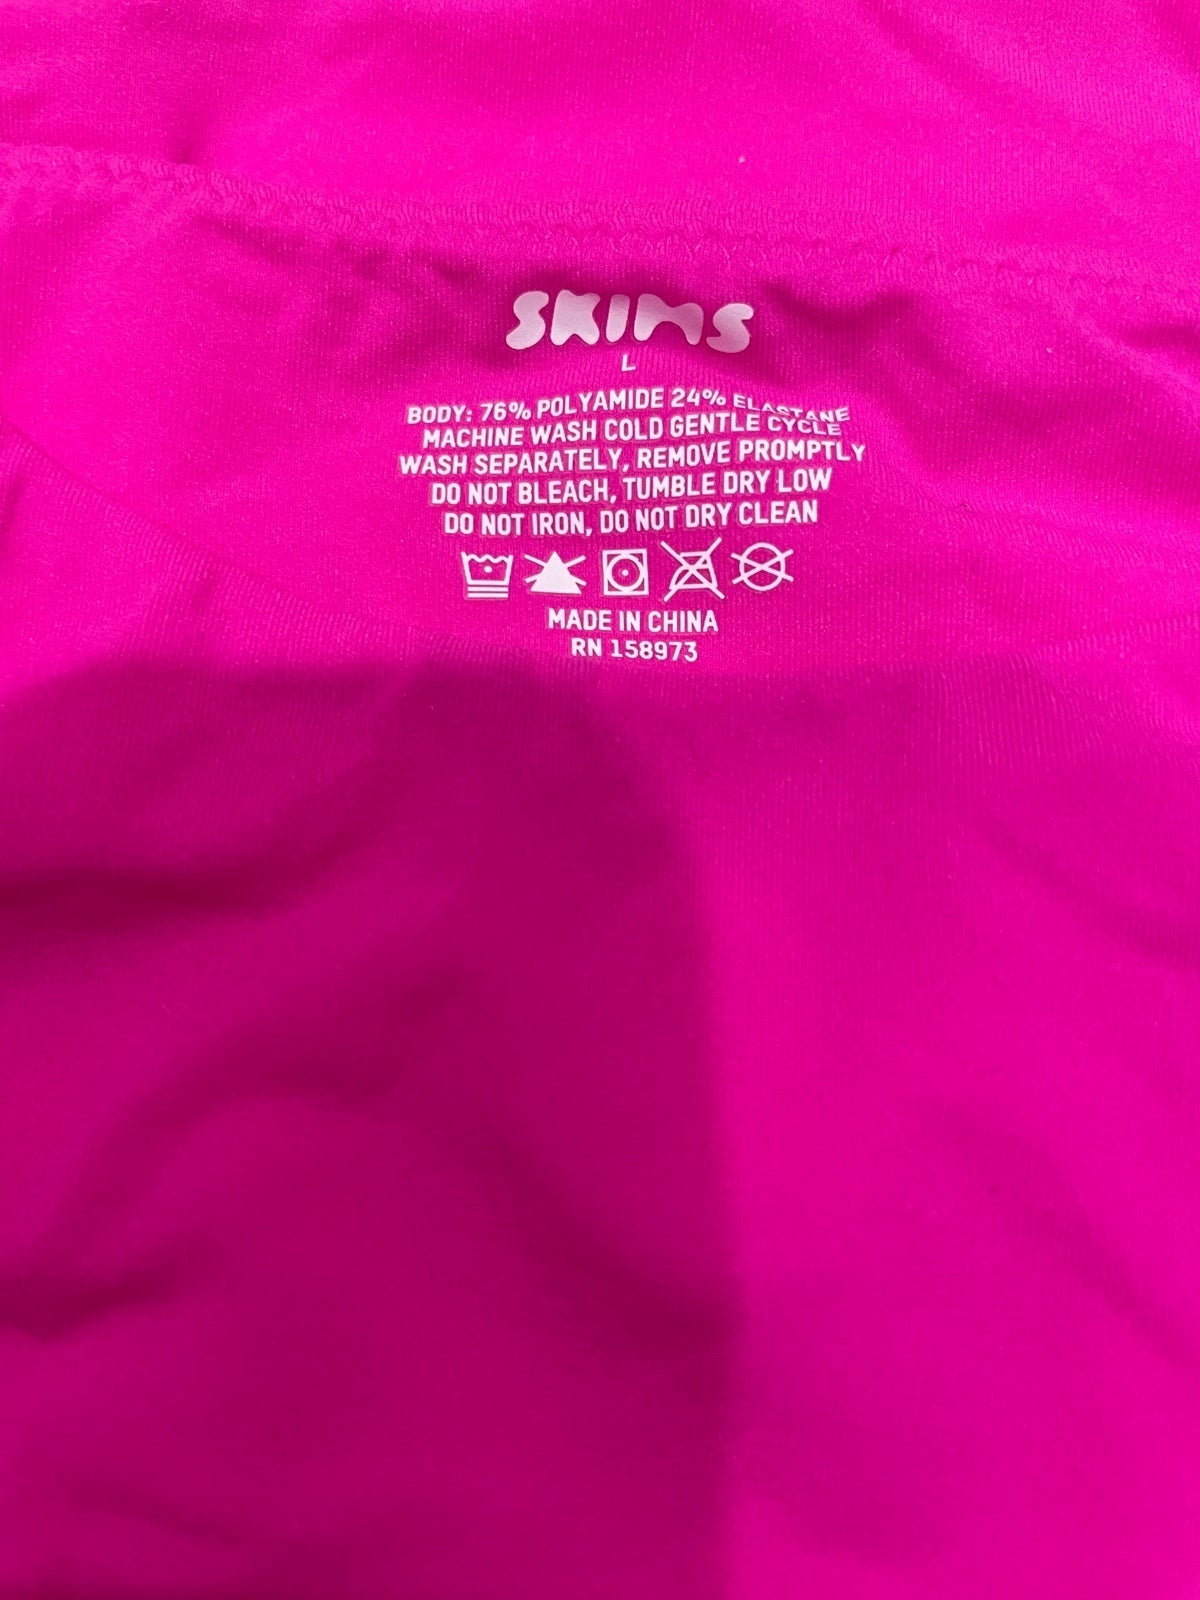 SKIMS
L
BODY: 76% POLYAMIDE 24% ELASTANE
MACHINE WASH COLD GENTLE CYCLE
WASH SEPARATELY, REMOVE PROMPTLY
DO NOT BLEACH, TUMBLE DRY LOW
DO NOT IRON, DO NOT DRY CLEAN
MADE IN CHINA
RN 158973